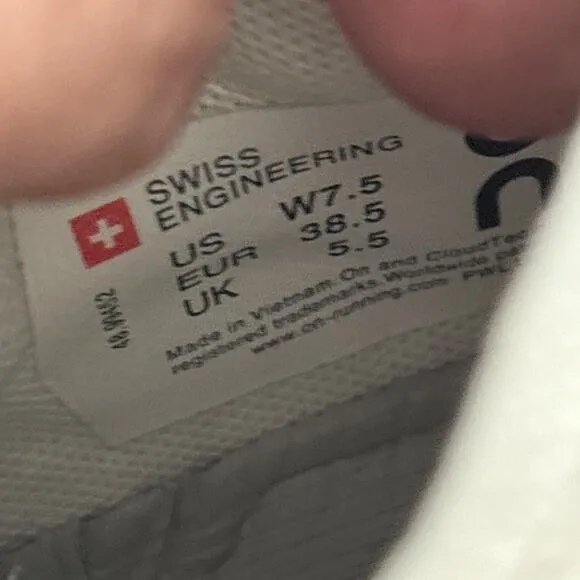 SWISS
ENGINEERING
US W7.5
EUR 38.5
UK 5.5
Made in Vietnam On and CloudTec
registered trademarks Worldwide
www.on-running.com